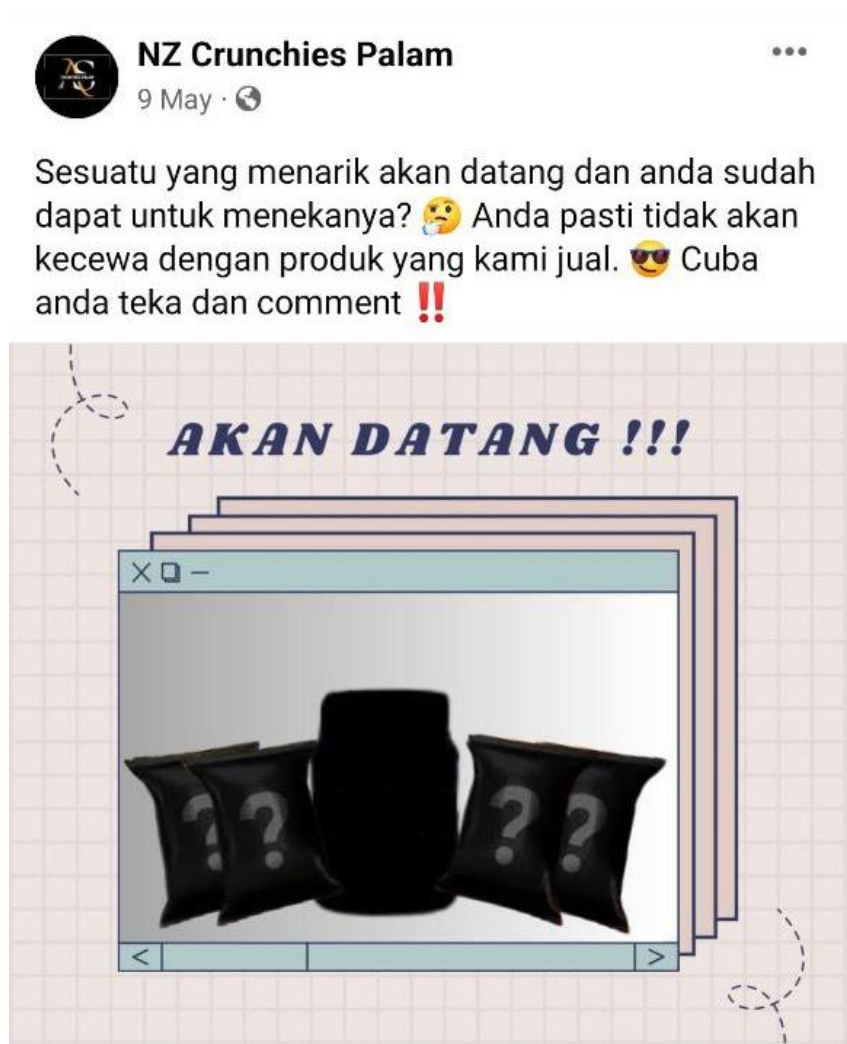 NZ Crunchies Palam
9 May ·
Sesuatu yang menarik akan datang dan anda sudah
dapat untuk menekanya? 🤔 Anda pasti tidak akan
kecewa dengan produk yang kami jual. 😎 Cuba
anda teka dan comment ‼️
AKAN DATANG !!!
? ? ? ?